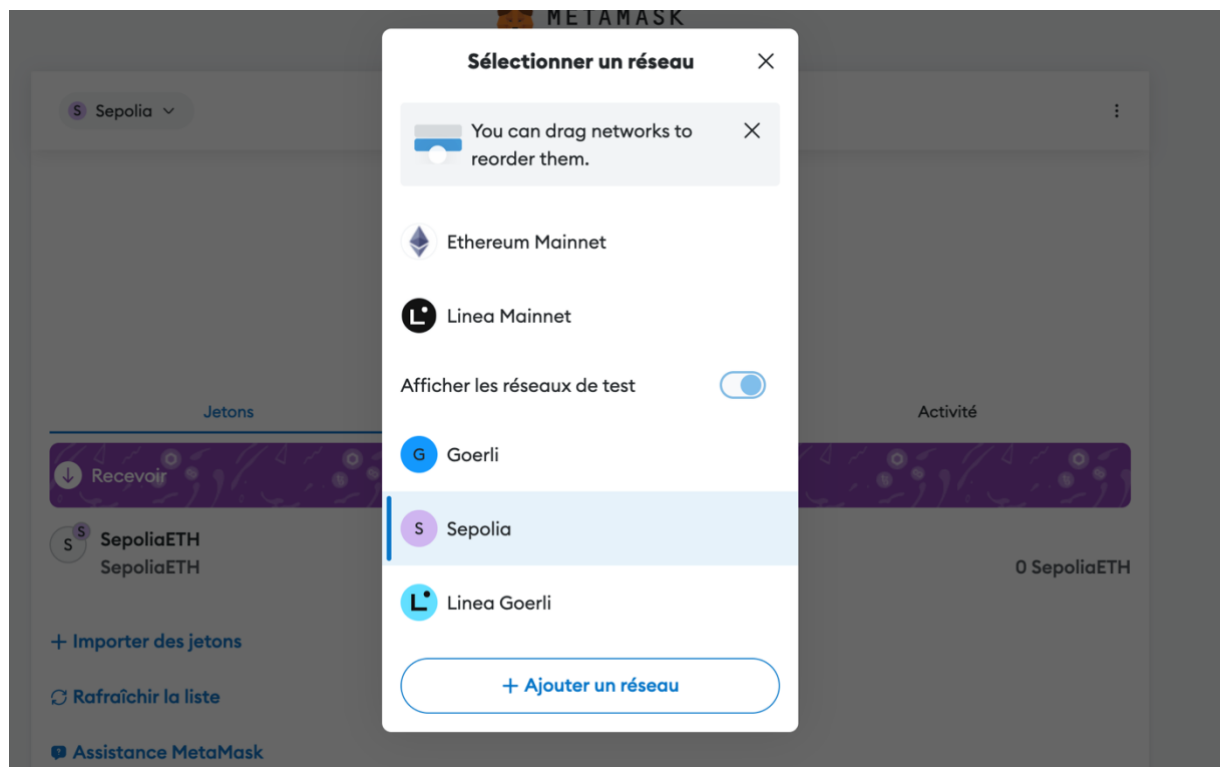 METAMASK
Sélectionner un réseau
S Sepolia
You can drag networks to
reorder them.
Ethereum Mainnet
Linea Mainnet
Afficher les réseaux de test
Jetons
Activité
G Goerli
Recevoir
S Sepolia
S S SepoliaETH
SepoliaETH
0 SepoliaETH
L Linea Goerli
+ Importer des jetons
+ Ajouter un réseau
Rafraîchir la liste
Assistance MetaMask